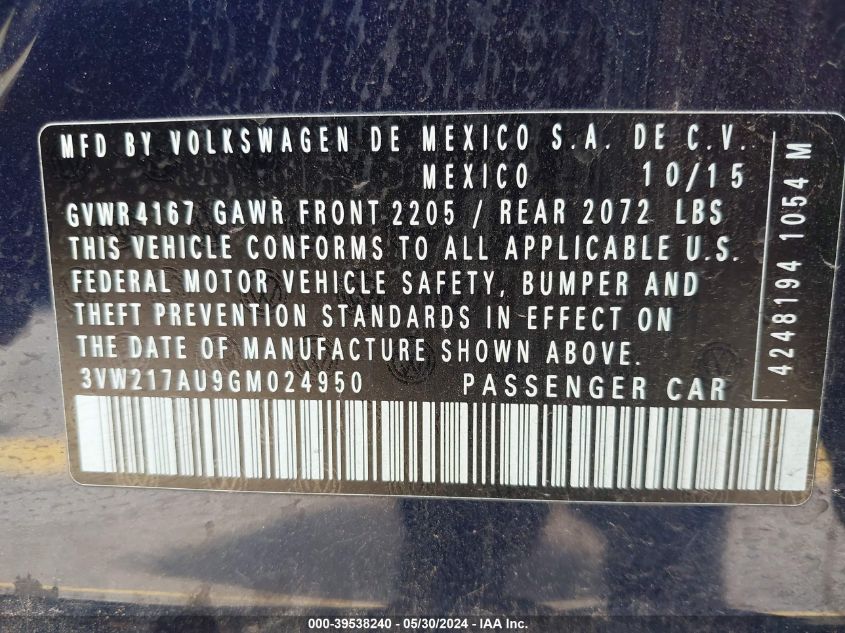 MFD BY VOLKSWAGEN DE MEXICO S.A. DE C.V.
MEXICO 10/15
GVWR4167 GAWR FRONT 2205 / REAR 2072 LBS
THIS VEHICLE CONFORMS TO ALL APPLICABLE U.S.
FEDERAL MOTOR VEHICLE SAFETY, BUMPER AND
THEFT PREVENTION STANDARDS IN EFFECT ON
THE DATE OF MANUFACTURE SHOWN ABOVE.
3VW217AU9GM024950 PASSENGER CAR
4248194 1054 M
000-39538240 - 05/30/2024 - IAA, Inc.